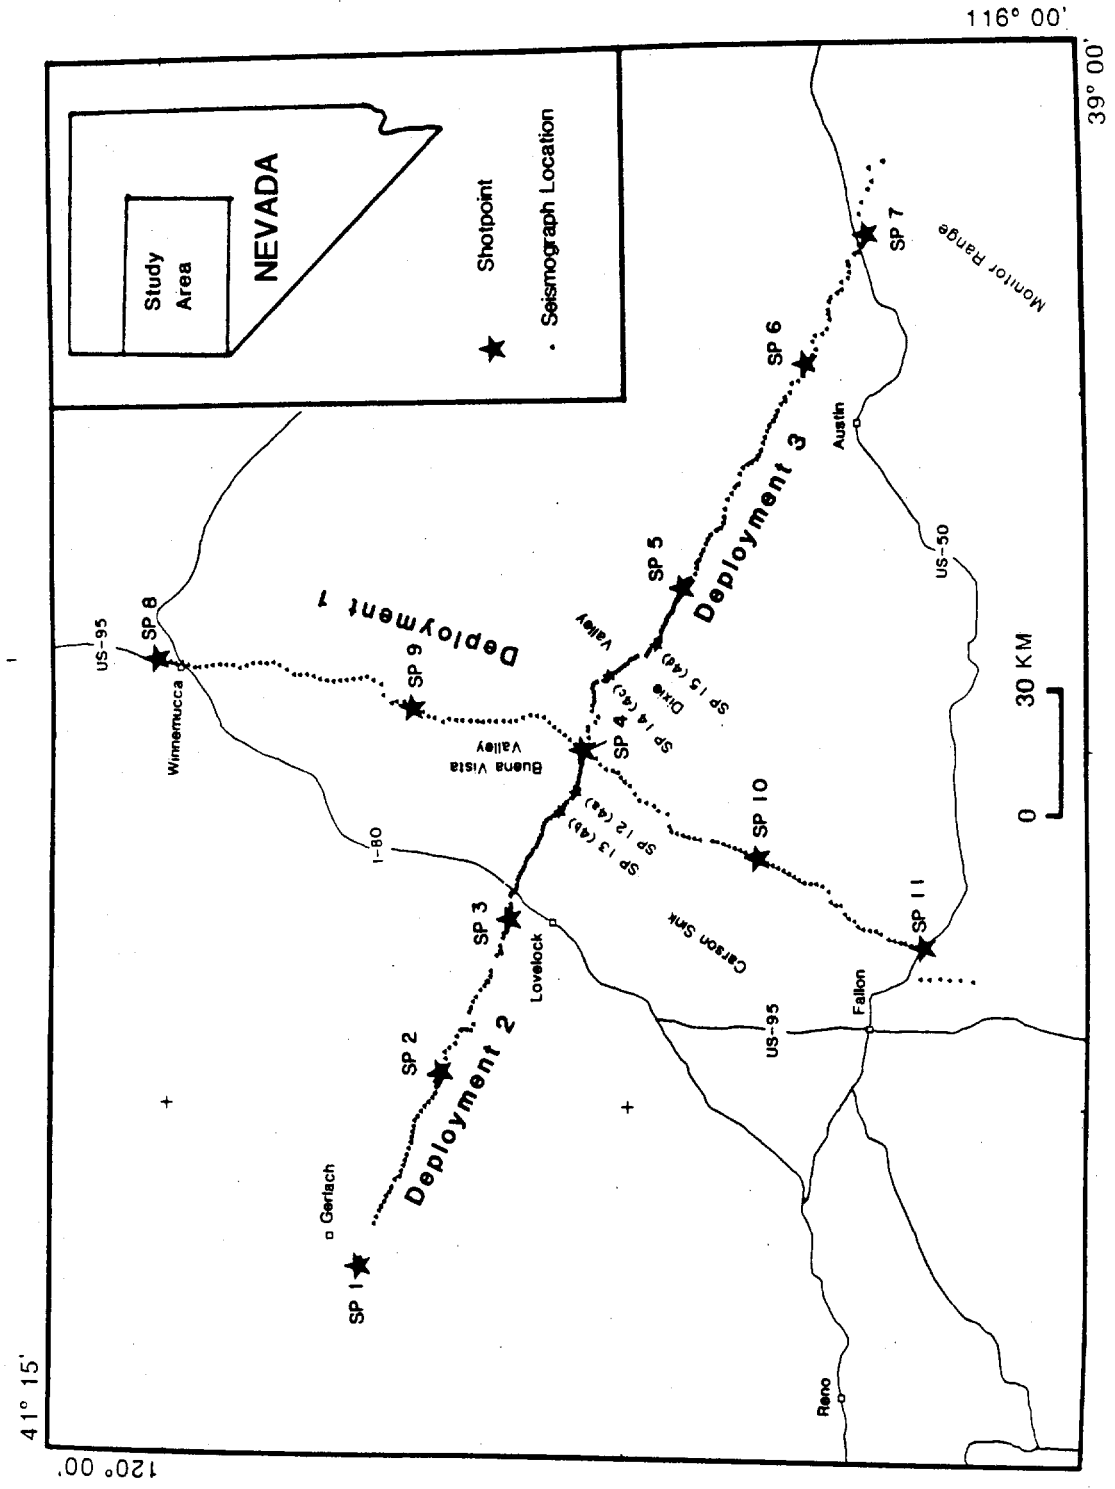 41° 15'
120° 00'
116° 00'
39° 00'
Study
Area
NEVADA
Shotpoint
Seismograph Location
US-95
SP 8
Winnemucca
Deployment 1
SP 9
I-80
Buena Vista
Valley
SP 1
Gerlach
SP 2
Deployment 2
SP 3
Lovelock
SP 13 (4b)
SP 12 (4a)
SP 4
SP 14 (4c)
Dixie
Valley
SP 15 (4d)
SP 5
Deployment 3
SP 6
SP 7
Monitor Range
Austin
US-50
Carson Sink
SP 10
SP 11
Fallon
US-95
Reno
0
30 KM